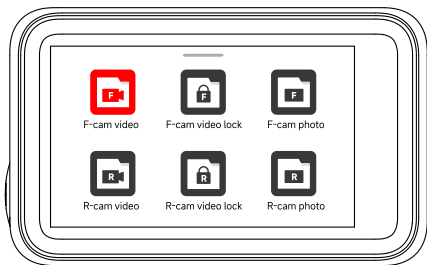 F
F
F
F-cam video
F-cam video lock
F-cam photo
R
R
R
R-cam video
R-cam video lock
R-cam photo